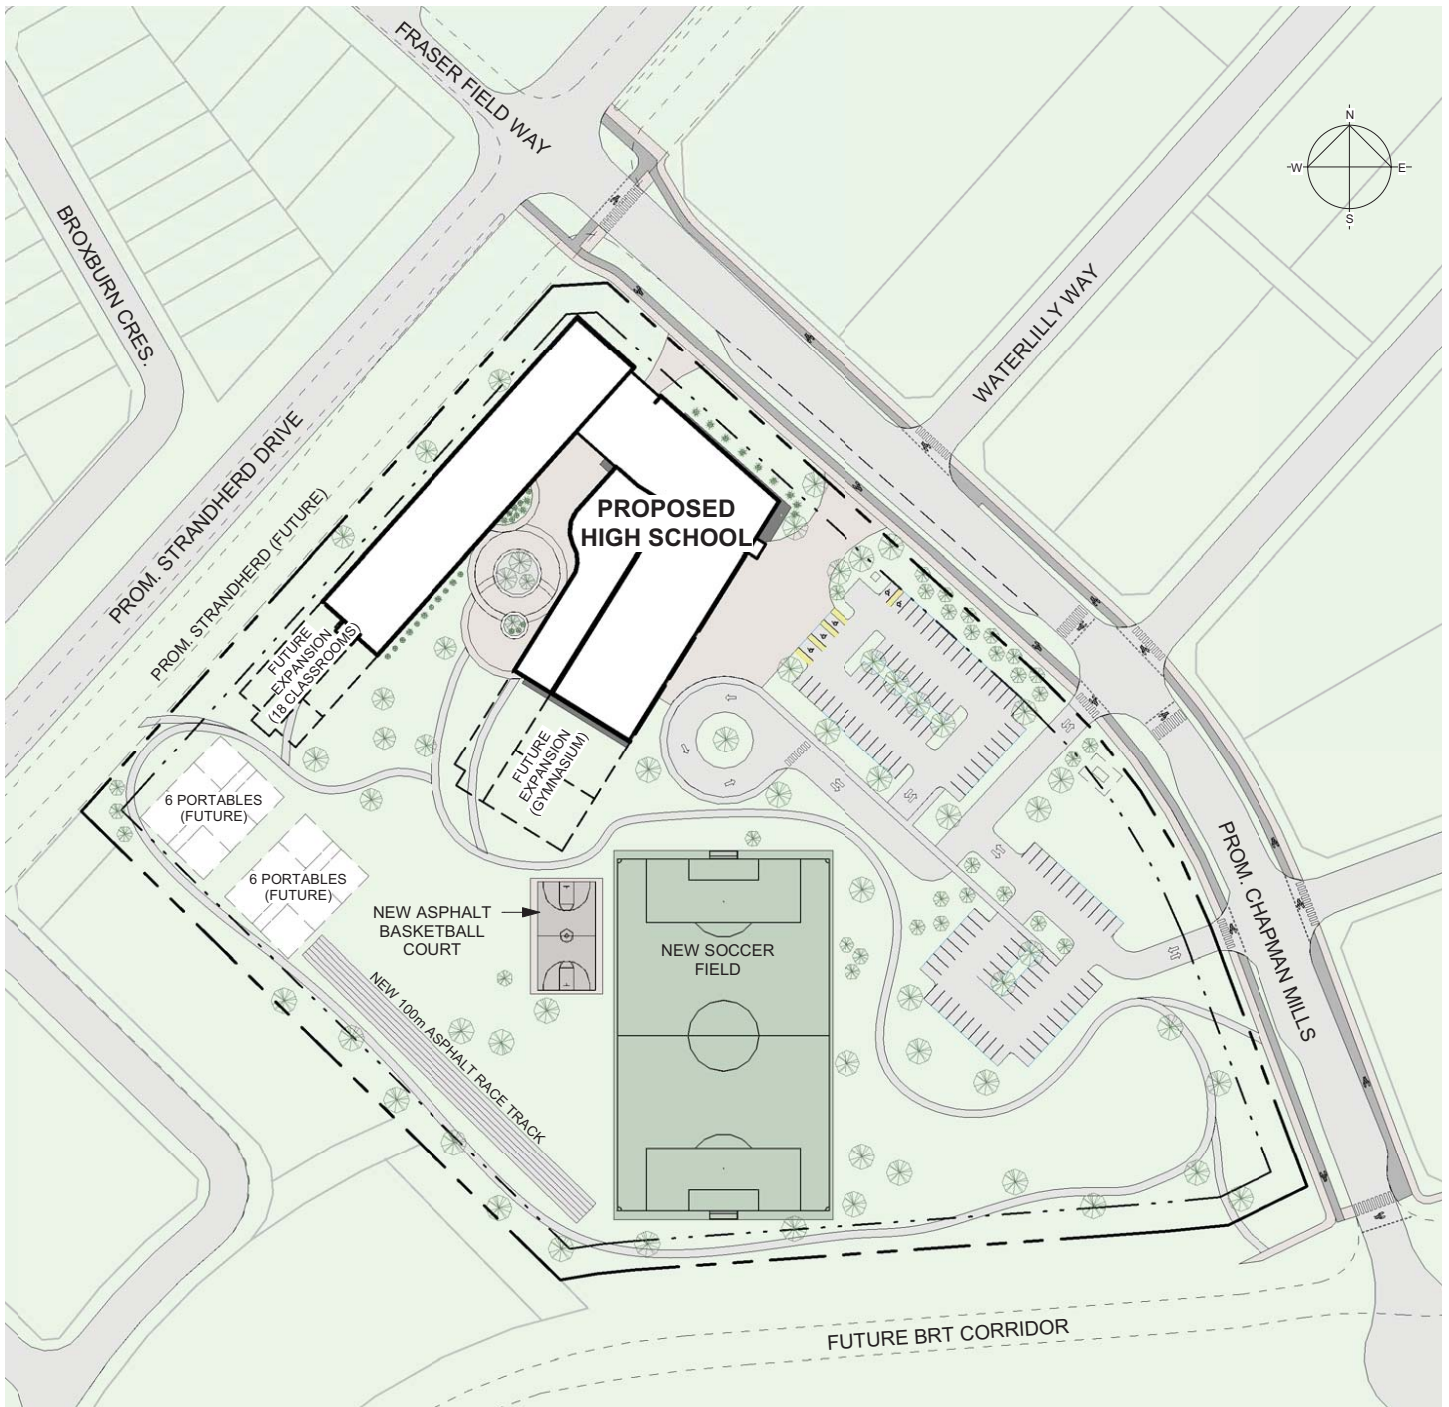 FRASER FIELD WAY
N
W
E
S
BROXBURN CRES.
WATERLILLY WAY
PROM. STRANDHERD DRIVE
PROM. STRANDHERD (FUTURE)
PROPOSED
HIGH SCHOOL
FUTURE
EXPANSION
(18 CLASSROOMS)
FUTURE
EXPANSION
(GYMNASIUM)
6 PORTABLES
(FUTURE)
6 PORTABLES
(FUTURE)
NEW ASPHALT
BASKETBALL
COURT
NEW SOCCER
FIELD
NEW 100m ASPHALT RACE TRACK
PROM. CHAPMAN MILLS
FUTURE BRT CORRIDOR